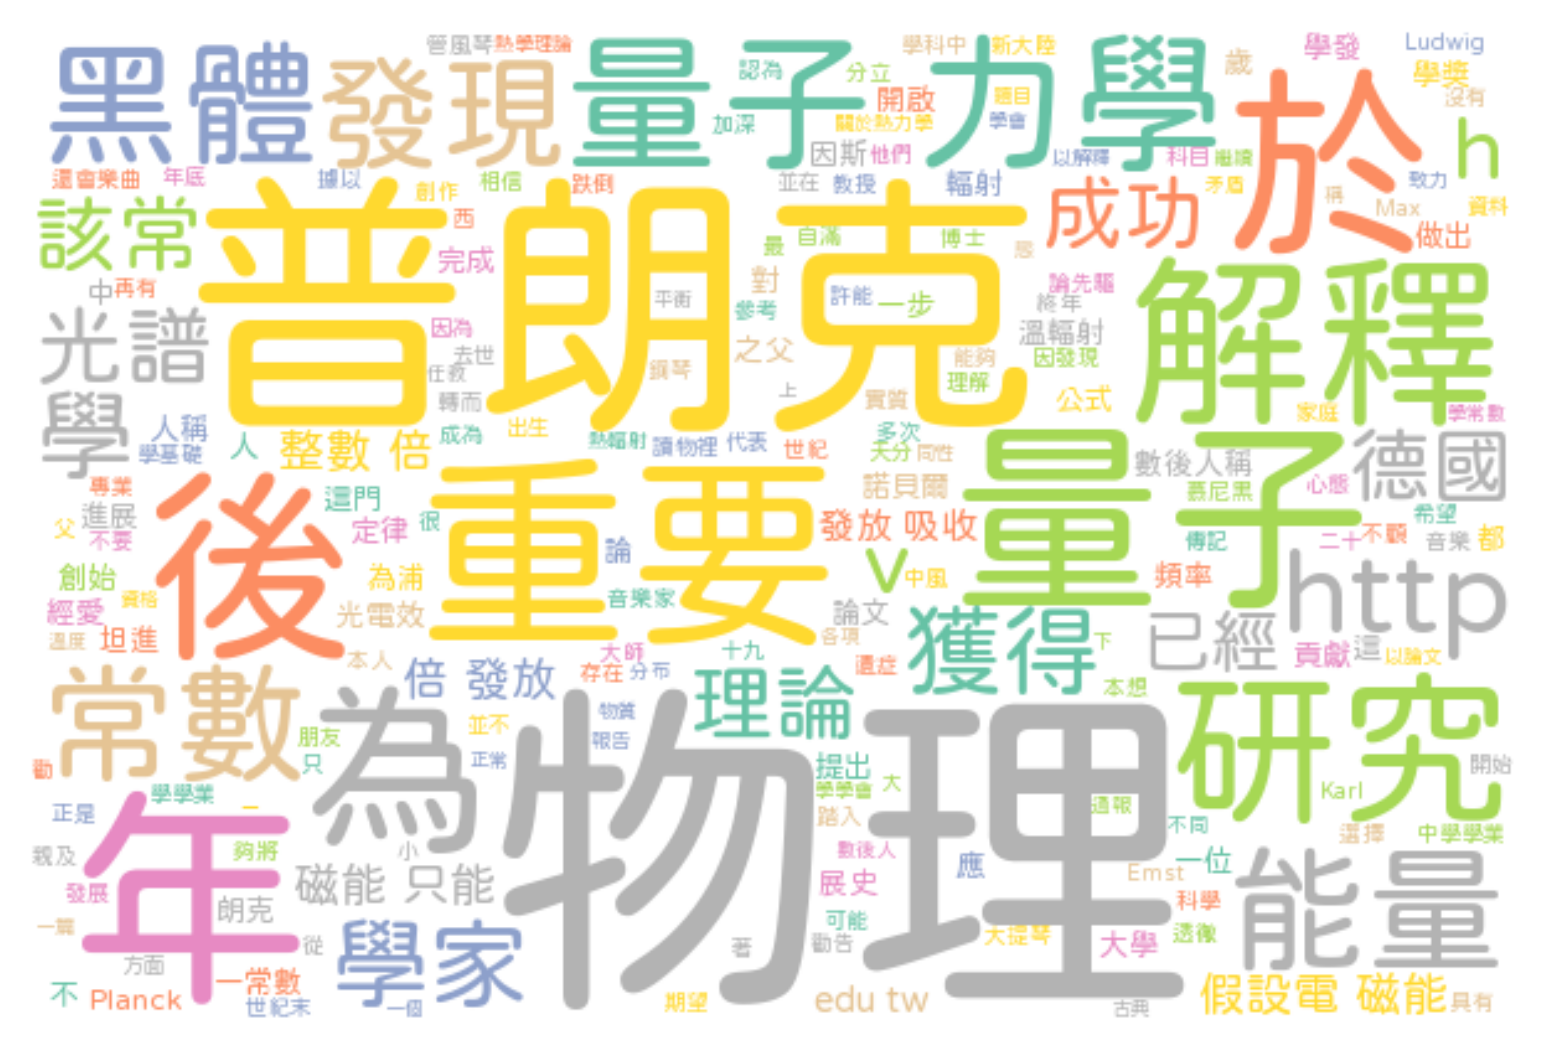 管風琴 熱學理論 學科中 新大陸 學發 Ludwig
黑體 發現 量子力學 認為 分立 開啟 題目 歲 學獎 沒有
加深 關於熱力學 學會 於 h
因斯 他們 以解釋 科目 繼續
還會樂曲 年底 據以 創作 相信 跌倒 並在 教授 輻射 矛盾 稱 致力
該常 西 普朗克 最 自滿 博士 成功 Max 資料 做出
完成 對 態 論先驅 解釋
中 再有 平衡 參考 許能 一步 終年
光譜 因為 之父 溫輻射
去世 任教 鋼琴 能夠 因發現
轉而 上 實質 理解 公式 家庭 學常數
學 人稱 學基礎 人 整數 倍 成為 出生 熱輻射 讀物裡 代表 世紀 多次 天分 同性 量子 數後人稱 德國
專業 後 這門 重要 諾貝爾 慕尼黑 心態
父 進展 不要 定律 很 論 發放 吸收 傳記 希望 二十 不顧 音樂 都
創始 為浦 V 中風 頻率 http
經愛 資格 光電效 音樂家 論文 獲得
溫度 坦進 各項 已經 貢獻 這 以論文
本人 倍 發放 大師 存在 分布 十九 遺症 下
常數 為 物質 理論 本想 研究
朋友 並不 報告
勸 只 正常 物理 提出 開始
學學業 學學會 大 通報 Karl
正是 一 年 踏入 不同 選擇 中學學業
親及 夠將 小 數後人 應 一位 能量
發展 磁能 只能 展史 Ernst
一篇 朗克 可能 科學
方面 從 學家 著 勸告 大提琴 大學 透徹
不 Planck 一常數 世紀末 一個 期望 edu tw 古典 假設電 磁能 具有